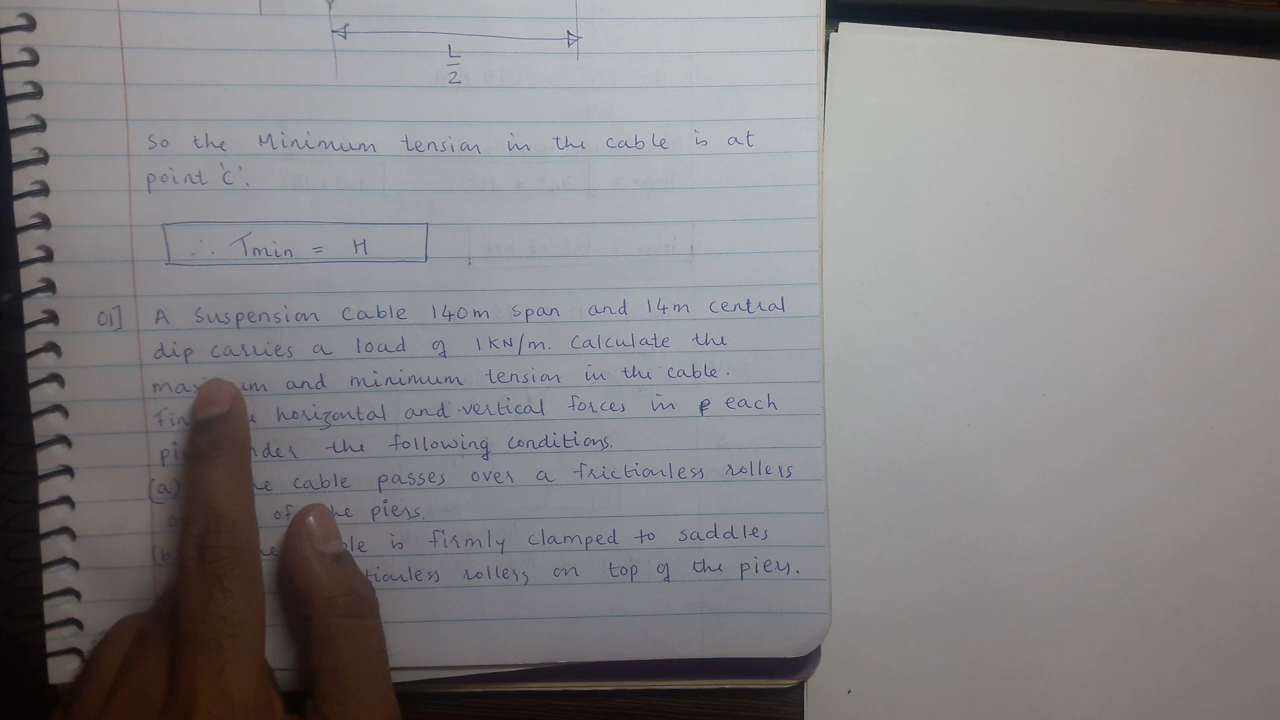 L
2
So the Minimum tension in the cable is at
point 'c'.
∴ Tmin = H
01] A Suspension Cable 140m Span and 14m central
dip carries a load of 1KN/m. Calculate the
and minimum tension in the cable.
horizontal and vertical forces in each
the following conditions.
(a) cable passes over a frictionless rollers
of the piers.
is firmly clamped to saddles
rollers on top of the piers.